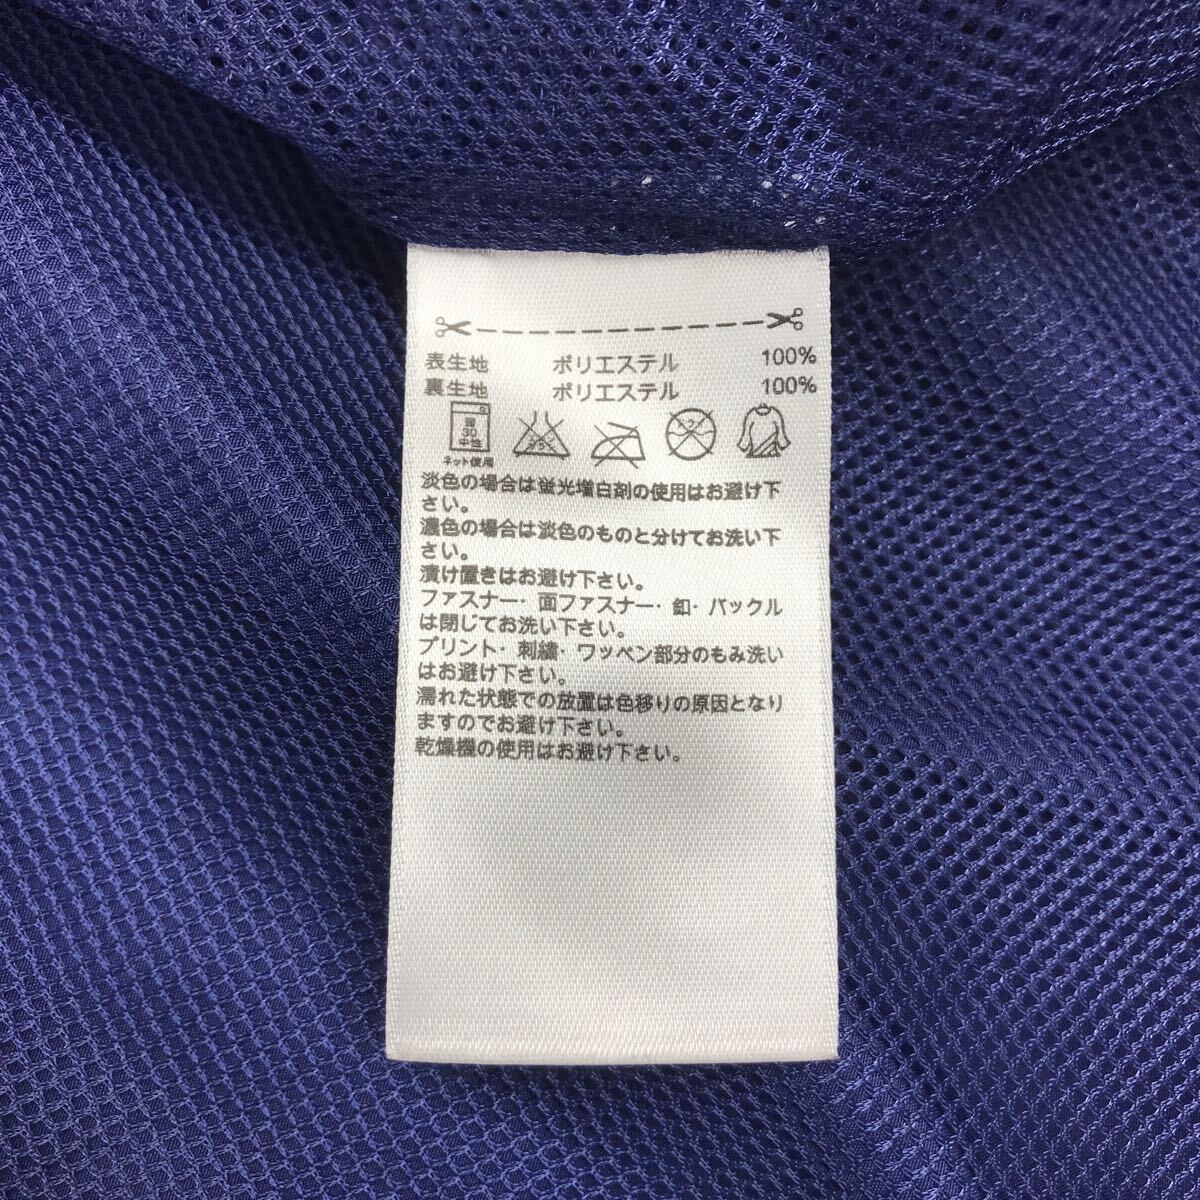 表生地 ポリエステル 100%
裏生地 ポリエステル 100%
弱
30
中性
ネット使用
淡色の場合は蛍光増白剤の使用はお避け下
さい。
濃色の場合は淡色のものと分けてお洗い下
さい。
漬け置きはお避け下さい。
ファスナー・面ファスナー・釦・バックル
は閉じてお洗い下さい。
プリント・刺繍・ワッペン部分のもみ洗い
はお避け下さい。
濡れた状態での放置は色移りの原因となり
ますのでお避け下さい。
乾燥機の使用はお避け下さい。